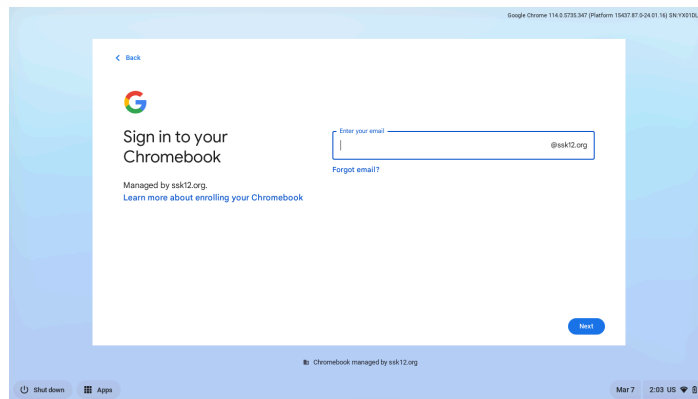 Google Chrome 114.0.5735.347 (Platform 15437.87.0-24.01.16) SN:YX01DL
Back
Sign in to your
Chromebook
Managed by ssk12.org.
Learn more about enrolling your Chromebook
Enter your email
@ssk12.org
Forgot email?
Next
Chromebook managed by ssk12.org
Shut down Apps Mar 7 2:03 US